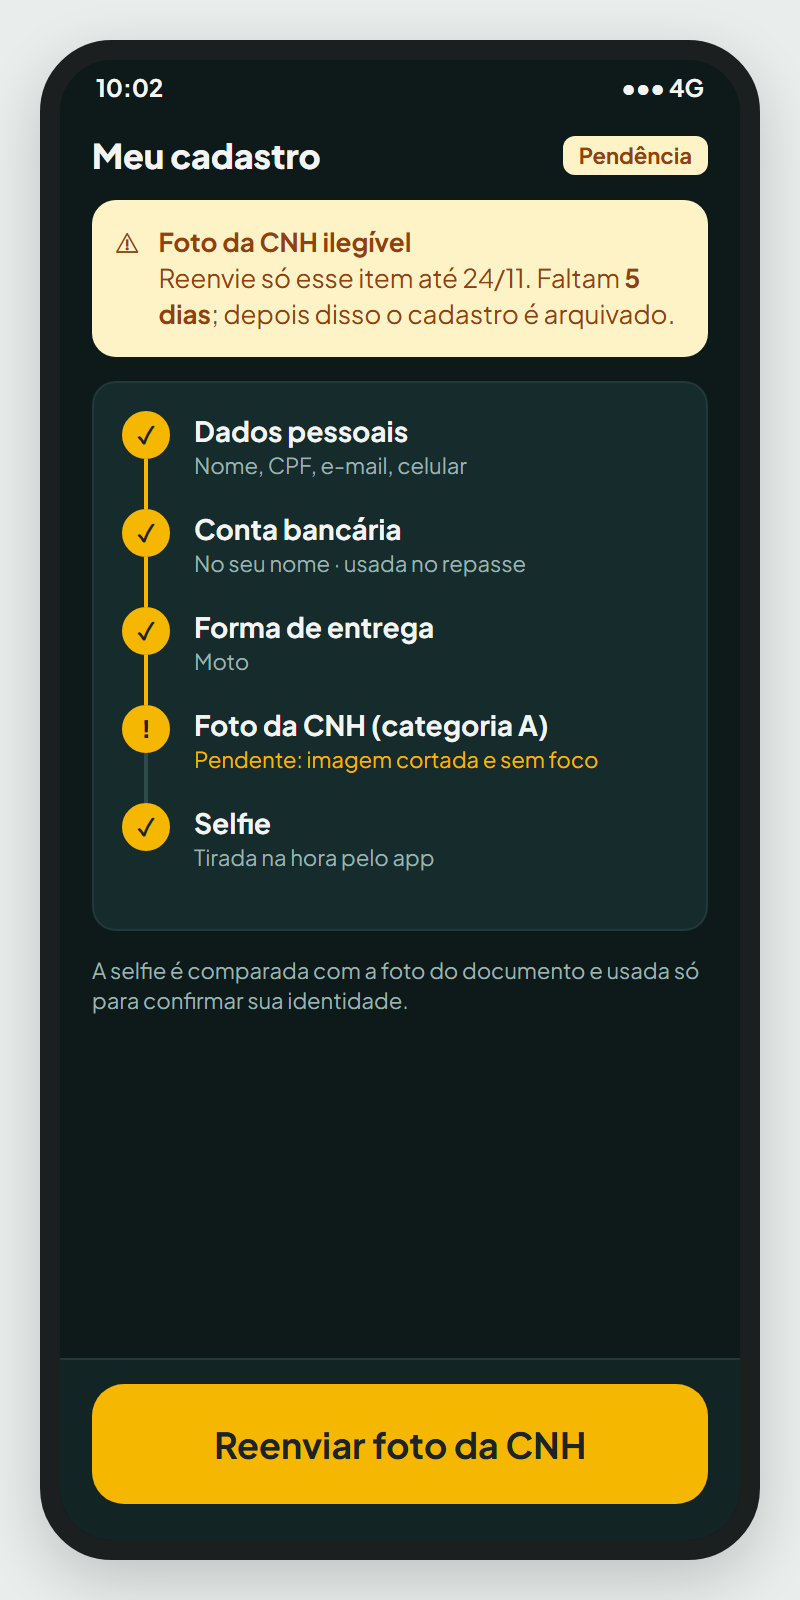 10:02
●●● 4G
Meu cadastro
Pendência
⚠ Foto da CNH ilegível
Reenvie só esse item até 24/11. Faltam 5
dias; depois disso o cadastro é arquivado.
✓ Dados pessoais
Nome, CPF, e-mail, celular
✓ Conta bancária
No seu nome · usada no repasse
✓ Forma de entrega
Moto
! Foto da CNH (categoria A)
Pendente: imagem cortada e sem foco
✓ Selfie
Tirada na hora pelo app
A selfie é comparada com a foto do documento e usada só
para confirmar sua identidade.
Reenviar foto da CNH